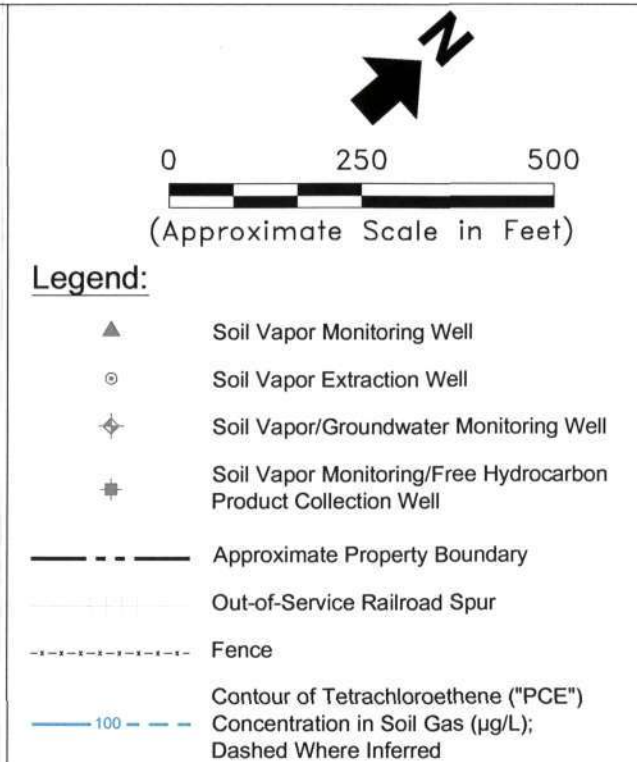 N
0 250 500
(Approximate Scale in Feet)
Legend:
Soil Vapor Monitoring Well
Soil Vapor Extraction Well
Soil Vapor/Groundwater Monitoring Well
Soil Vapor Monitoring/Free Hydrocarbon
Product Collection Well
Approximate Property Boundary
Out-of-Service Railroad Spur
Fence
Contour of Tetrachloroethene ("PCE")
100 Concentration in Soil Gas (µg/L);
Dashed Where Inferred